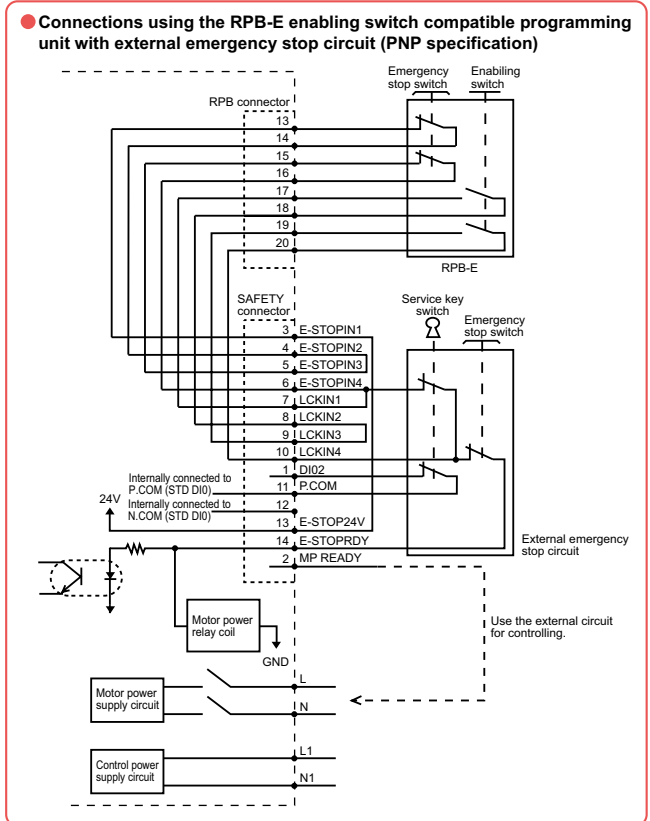 Connections using the RPB-E enabling switch compatible programming
unit with external emergency stop circuit (PNP specification)
Emergency
stop switch
Enabiling
switch
RPB connector
13
14
15
16
17
18
19
20
RPB-E
SAFETY
connector
Service key
switch
Emergency
stop switch
3 E-STOPIN1
4 E-STOPIN2
5 E-STOPIN3
6 E-STOPIN4
7 LCKIN1
8 LCKIN2
9 LCKIN3
10 LCKIN4
1 DI02
Internally connected to
P.COM (STD DI0)
11 P.COM
24V
Internally connected to
N.COM (STD DI0)
12
13 E-STOP24V
14 E-STOPRDY
2 MP READY
External emergency
stop circuit
Motor power
relay coil
GND
Use the external circuit
for controlling.
Motor power
supply circuit
L
N
Control power
supply circuit
L1
N1